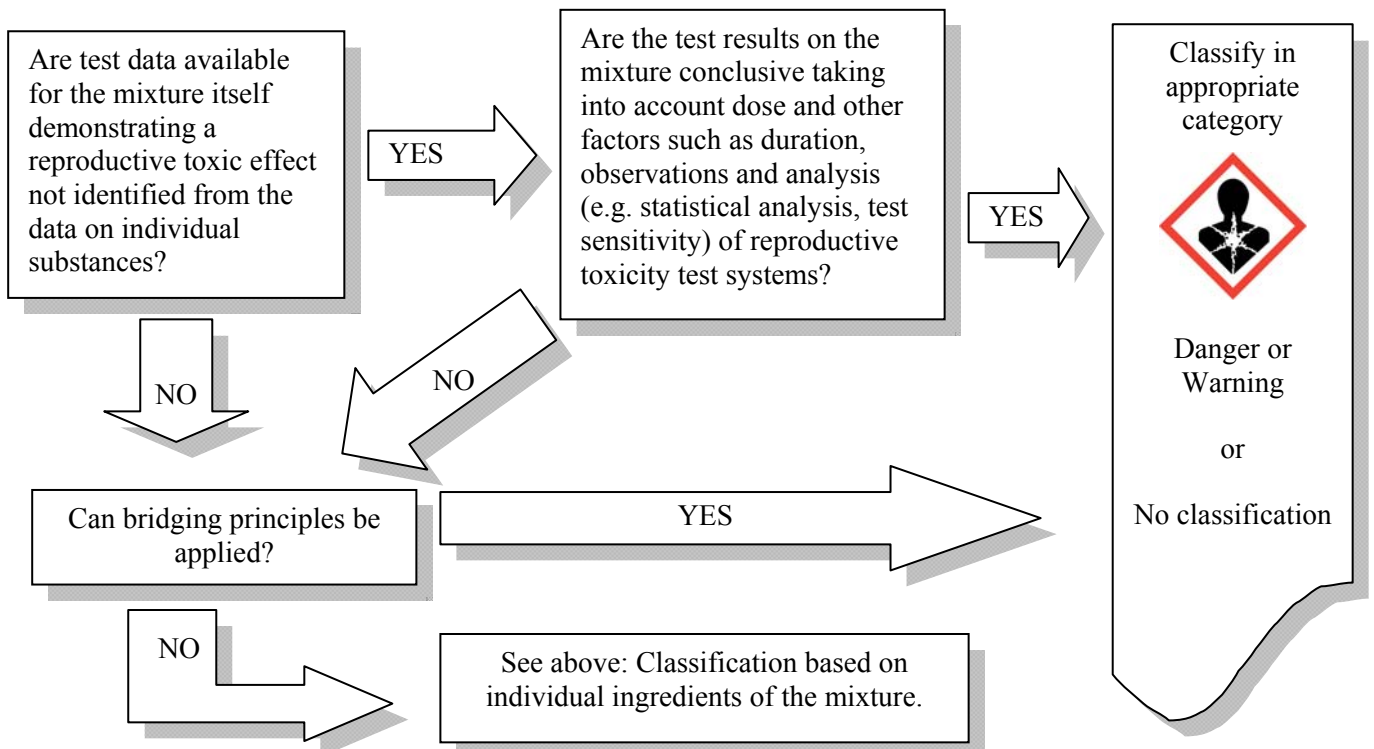 Are test data available
for the mixture itself
demonstrating a
reproductive toxic effect
not identified from the
data on individual
substances?
YES
Are the test results on the
mixture conclusive taking
into account dose and other
factors such as duration,
observations and analysis
(e.g. statistical analysis, test
sensitivity) of reproductive
toxicity test systems?
YES
Classify in
appropriate
category
Danger or
Warning
or
No classification
NO
NO
Can bridging principles be
applied?
YES
NO
See above: Classification based on
individual ingredients of the mixture.